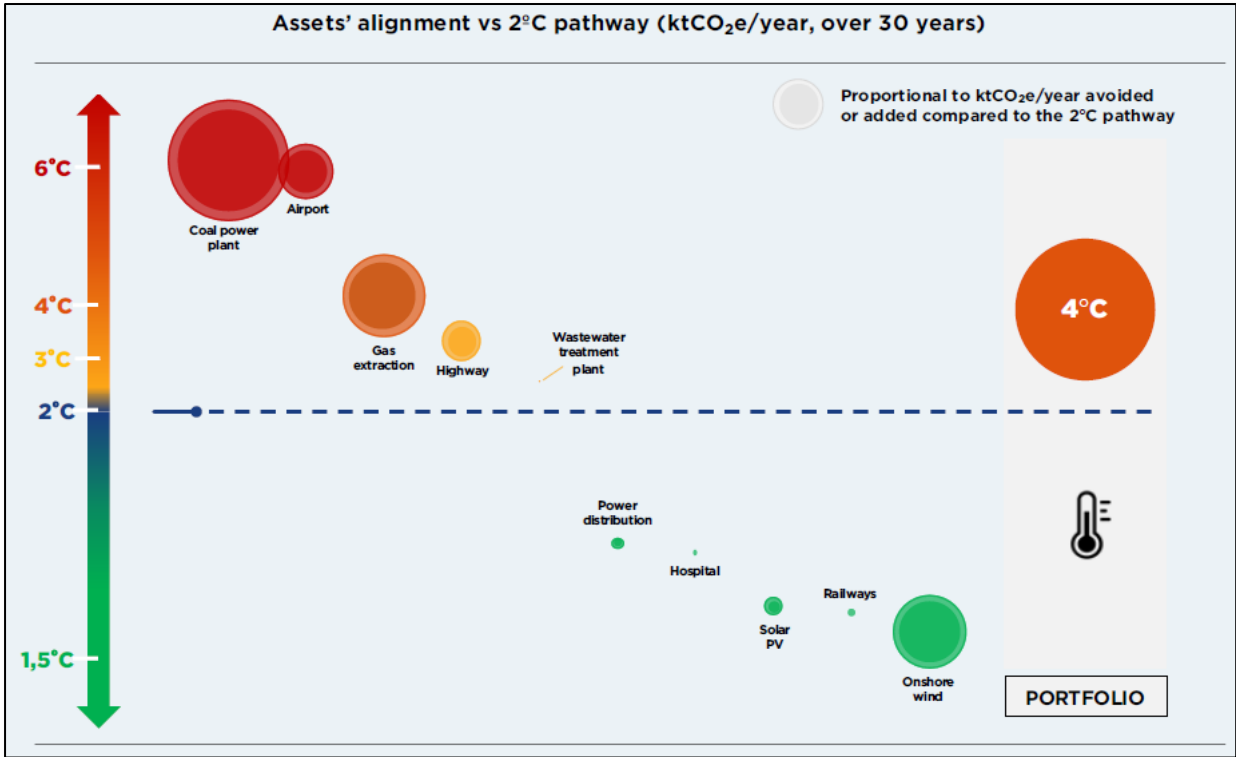 Assets' alignment vs 2ºC pathway (ktCO₂e/year, over 30 years)
Proportional to ktCO₂e/year avoided
or added compared to the 2°C pathway
6°C
4°C
3°C
2°C
1,5°C
Coal power
plant
Airport
Gas
extraction
Highway
Wastewater
treatment
plant
4°C
Power
distribution
Hospital
Solar
PV
Railways
Onshore
wind
PORTFOLIO